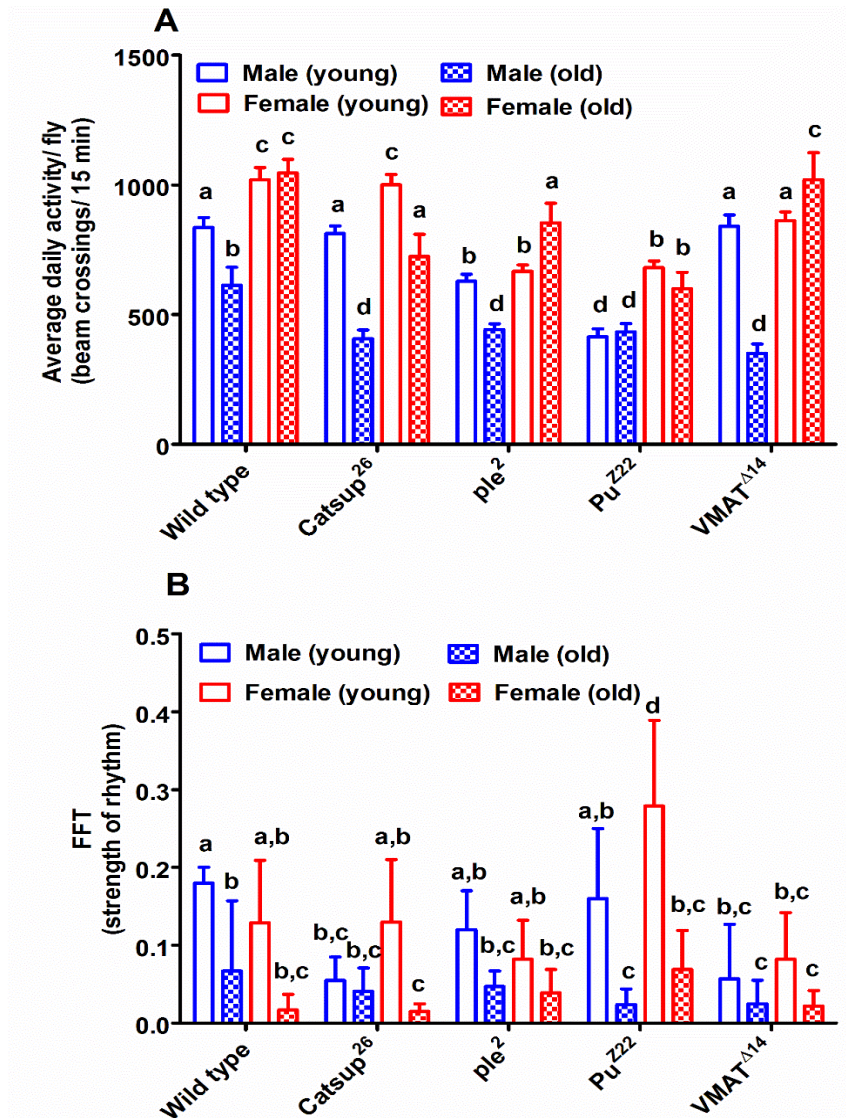 A
1500
1000
500
0
Average daily activity/ fly
(beam crossings/ 15 min)
Male (young)
Male (old)
Female (young)
Female (old)
a
b
c
c
a
d
c
a
b
d
b
a
d
d
b
b
a
d
a
c
Wild type
Catsup²⁶
ple²
Puᶻ²²
VMATᐞ¹⁴
B
0.5
0.4
0.3
0.2
0.1
0.0
FFT
(strength of rhythm)
Male (young)
Male (old)
Female (young)
Female (old)
a
b
a,b
b,c
b,c
b,c
a,b
c
a,b
b,c
a,b
b,c
a,b
c
d
b,c
b,c
c
b,c
c
Wild type
Catsup²⁶
ple²
Puᶻ²²
VMATᐞ¹⁴